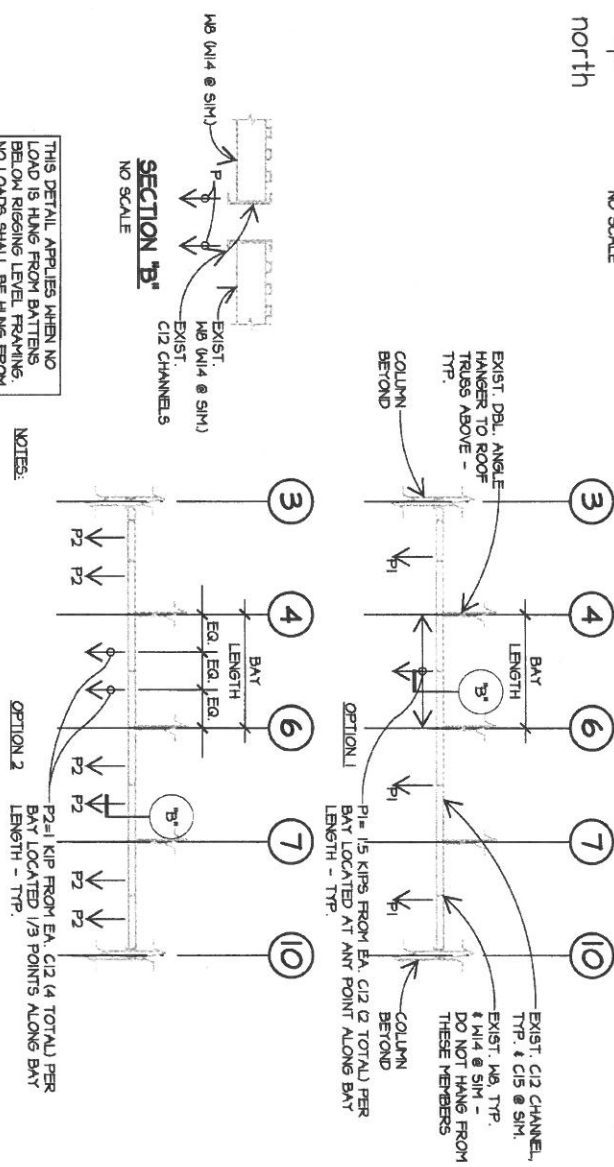 north
NO SCALE
W8 (W14 @ SIM.)
P
EXIST.
W8 (W14 @ SIM.)
EXIST.
C12 CHANNELS
SECTION "B"
NO SCALE
THIS DETAIL APPLIES WHEN NO
LOAD IS HUNG FROM BATTENS
BELOW RIGGING LEVEL FRAMING.
NO LOADS SHALL BE HUNG FROM
NOTES:
3
4
6
7
10
EXIST. DBL. ANGLE
HANGER TO ROOF
TRUSS ABOVE -
TYP.
COLUMN
BEYOND
BAY
LENGTH
"B"
P1
P1
P1
EXIST. C12 CHANNEL,
TYP. & C15 @ SIM.
EXIST. W8, TYP.
& W14 @ SIM -
DO NOT HANG FROM
THESE MEMBERS
COLUMN
BEYOND
P1= 1.5 KIPS FROM EA. C12 (2 TOTAL) PER
BAY LOCATED AT ANY POINT ALONG BAY
LENGTH - TYP.
OPTION 1
3
4
6
7
10
BAY
LENGTH
EQ. EQ. EQ.
"B"
P2
P2
P2
P2
P2
P2
P2=1 KIP FROM EA. C12 (4 TOTAL) PER
BAY LOCATED 1/3 POINTS ALONG BAY
LENGTH - TYP.
OPTION 2